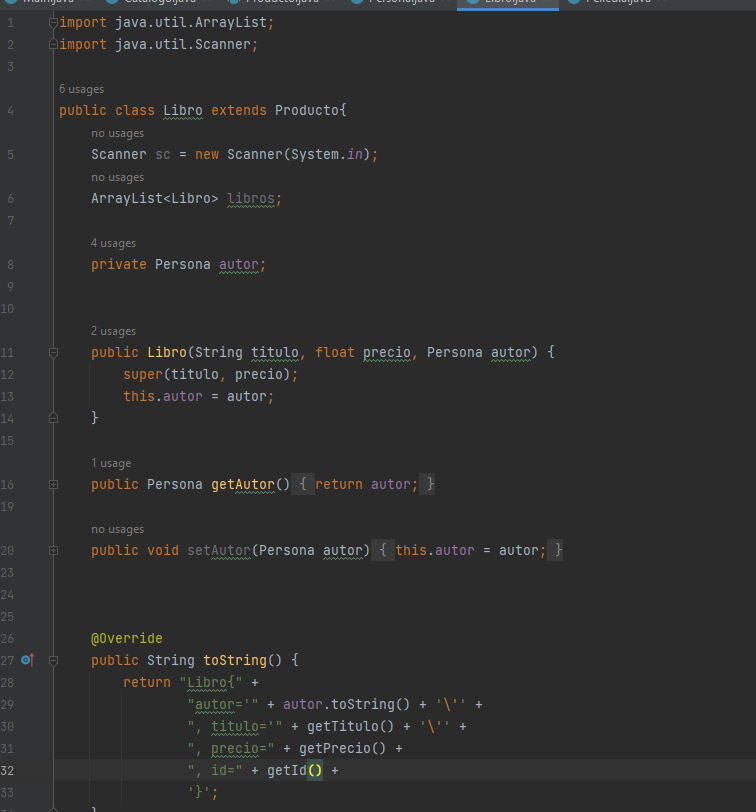 1 import java.util.ArrayList;
2 import java.util.Scanner;
3
6 usages
4 public class Libro extends Producto{
no usages
5 Scanner sc = new Scanner(System.in);
no usages
6 ArrayList<Libro> libros;
7
4 usages
8 private Persona autor;
9
10
2 usages
11 public Libro(String titulo, float precio, Persona autor) {
12 super(titulo, precio);
13 this.autor = autor;
14 }
15
1 usage
16 public Persona getAutor() { return autor; }
19
no usages
20 public void setAutor(Persona autor) { this.autor = autor; }
23
24
25
26 @Override
27 public String toString() {
28 return "Libro{" +
29 "autor='" + autor.toString() + '\'' +
30 ", titulo='" + getTitulo() + '\'' +
31 ", precio=" + getPrecio() +
32 ", id=" + getId() +
33 '}';